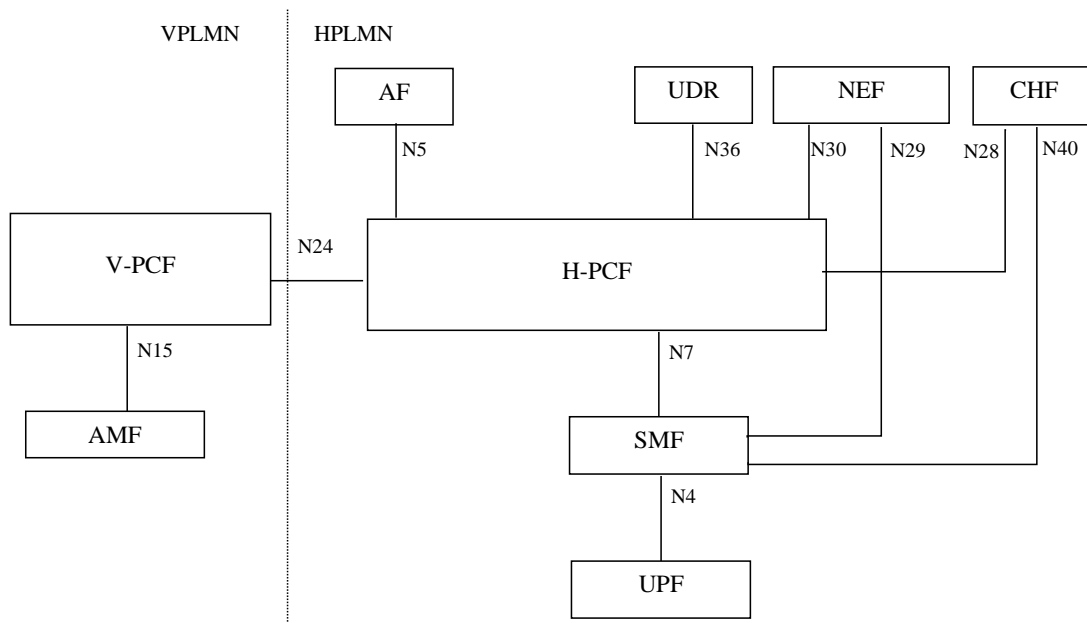 VPLMN
HPLMN
AF
UDR
NEF
CHF
N5
N36
N30
N29
N28
N40
V-PCF
N24
H-PCF
N15
N7
AMF
SMF
N4
UPF